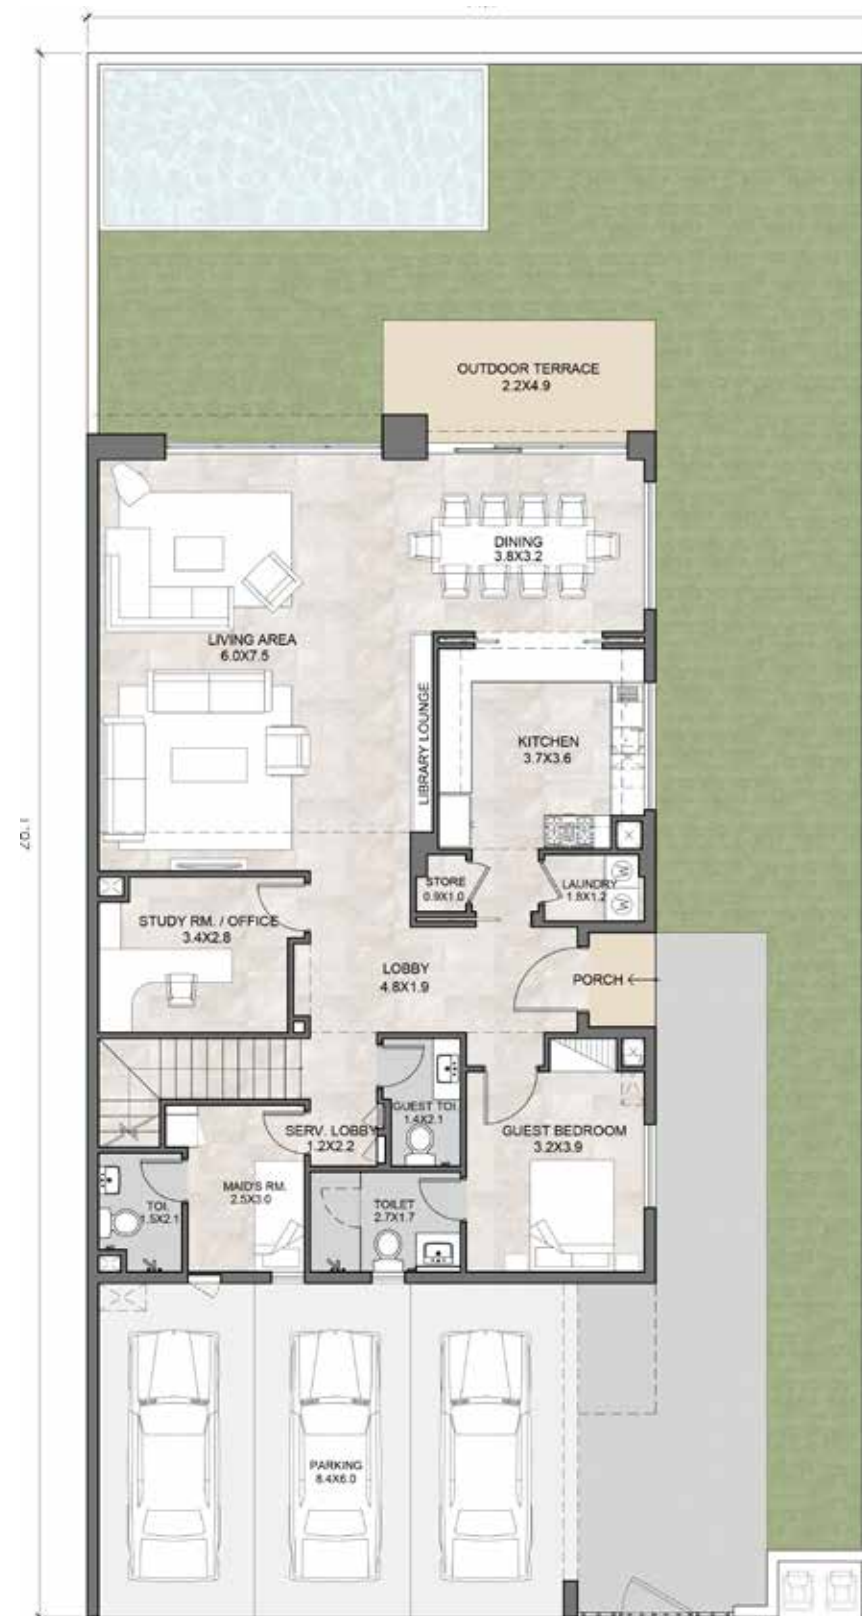 OUTDOOR TERRACE
2.2X4.9
DINING
3.8X3.2
LIVING AREA
6.0X7.5
LIBRARY LOUNGE
KITCHEN
3.7X3.6
STORE
0.9X1.0
LAUNDRY
1.8X1.2
W
W
STUDY RM. / OFFICE
3.4X2.8
LOBBY
4.8X1.9
PORCH
GUEST TOI.
1.4X2.1
SERV. LOBBY
1.2X2.2
GUEST BEDROOM
3.2X3.9
MAID'S RM.
2.5X3.0
TOI.
1.5X2.1
TOILET
2.7X1.7
PARKING
8.4X6.0